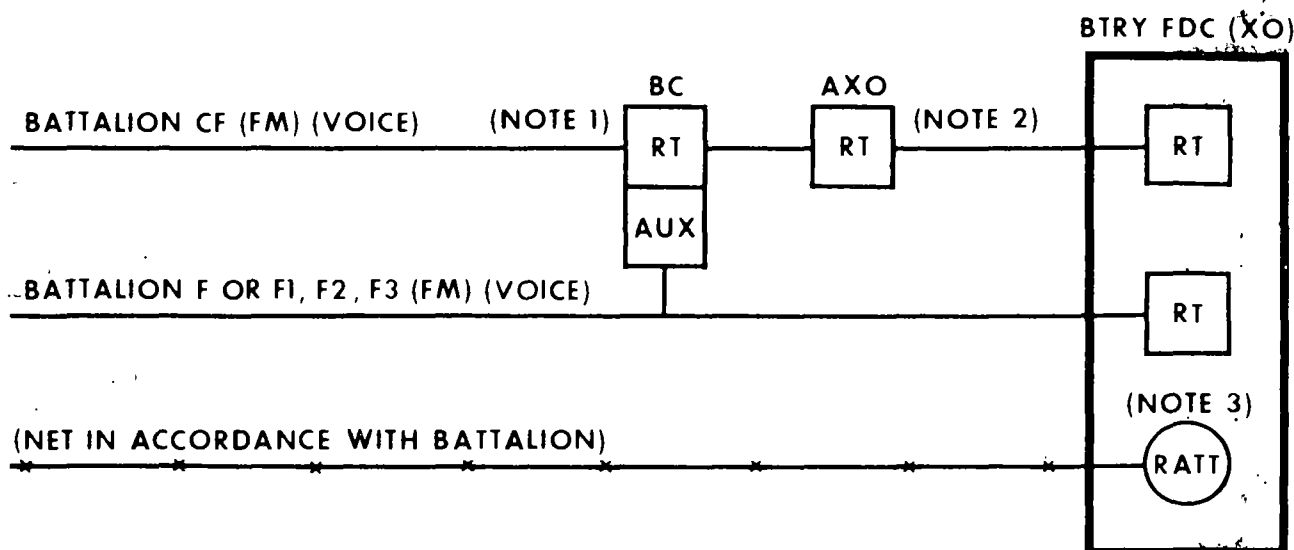 BTRY FDC (XO)
BC
AXO
BATTALION CF (FM) (VOICE)
(NOTE 1)
RT
RT
(NOTE 2)
RT
AUX
BATTALION F OR F1, F2, F3 (FM) (VOICE)
RT
(NOTE 3)
(NET IN ACCORDANCE WITH BATTALION)
RATT